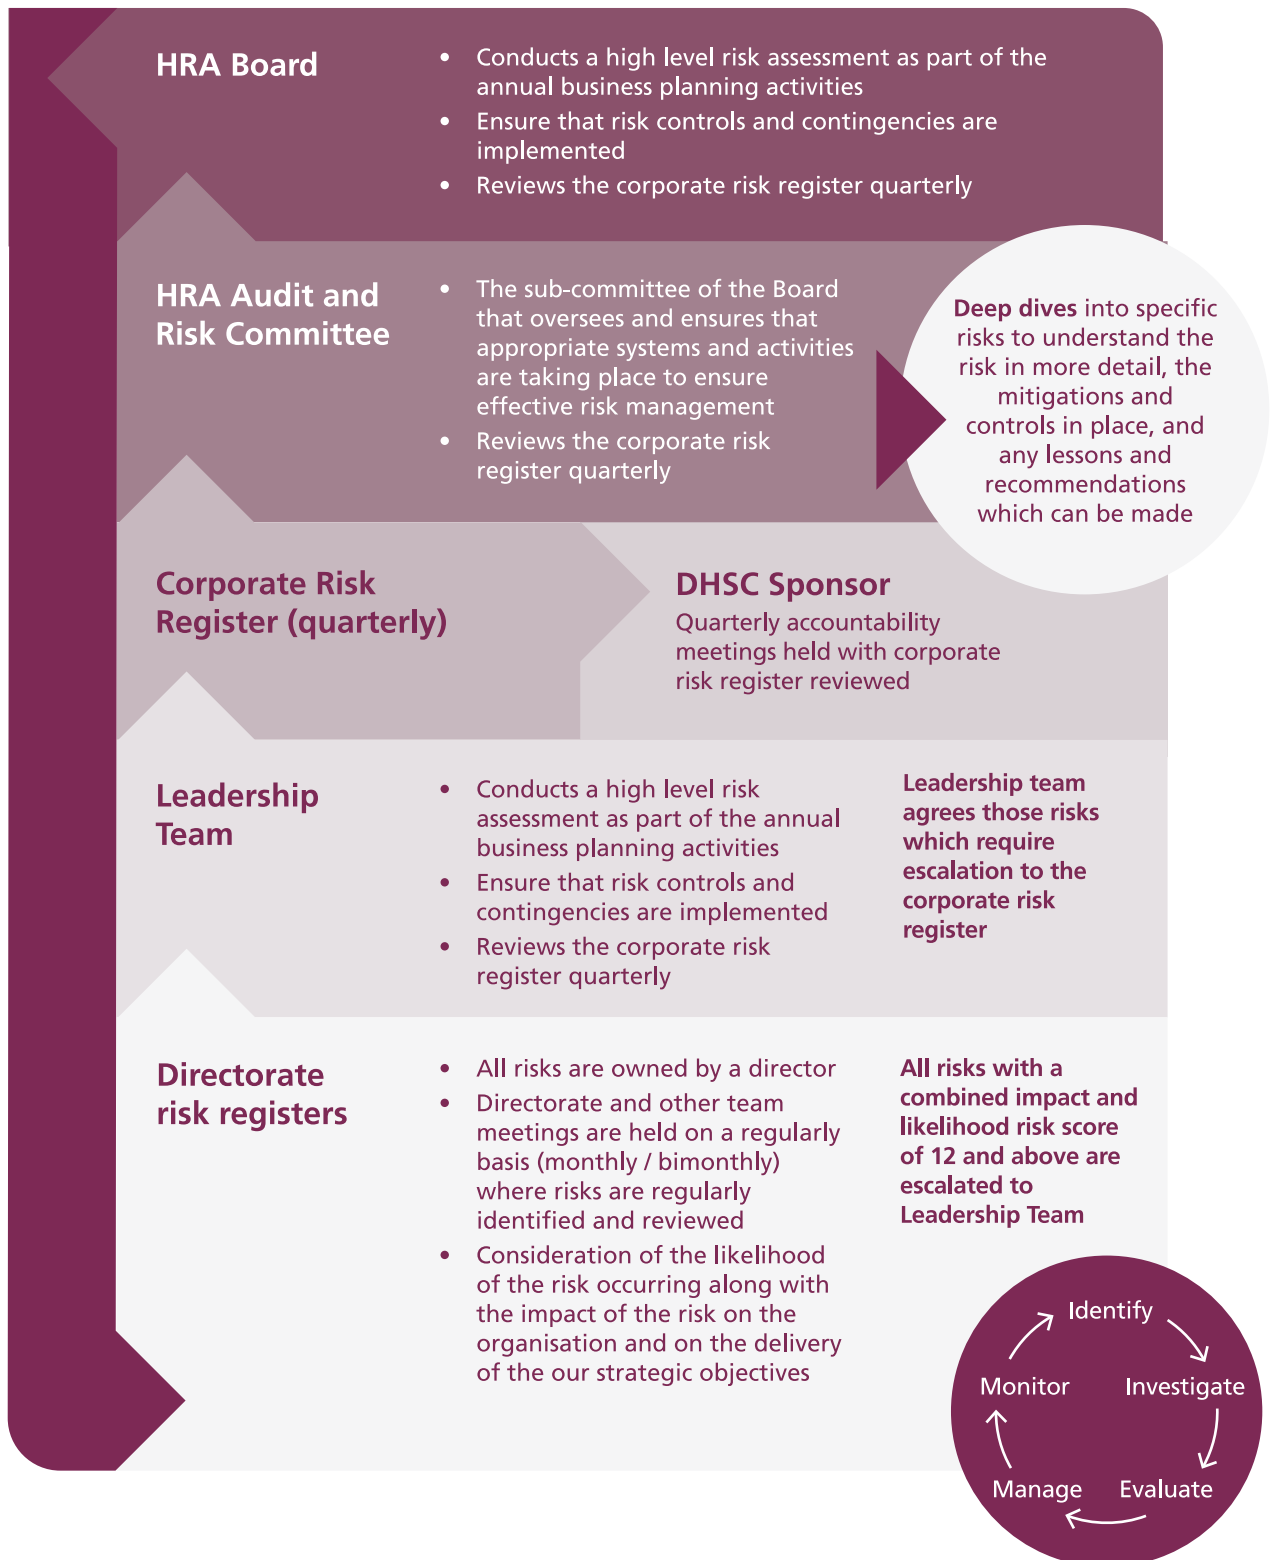 HRA Board
• Conducts a high level risk assessment as part of the
annual business planning activities
• Ensure that risk controls and contingencies are
implemented
• Reviews the corporate risk register quarterly
HRA Audit and
Risk Committee
• The sub-committee of the Board
that oversees and ensures that
appropriate systems and activities
are taking place to ensure
effective risk management
• Reviews the corporate risk
register quarterly
Deep dives into specific
risks to understand the
risk in more detail, the
mitigations and
controls in place, and
any lessons and
recommendations
which can be made
Corporate Risk
Register (quarterly)
DHSC Sponsor
Quarterly accountability
meetings held with corporate
risk register reviewed
Leadership
Team
• Conducts a high level risk
assessment as part of the annual
business planning activities
• Ensure that risk controls and
contingencies are implemented
• Reviews the corporate risk
register quarterly
Leadership team
agrees those risks
which require
escalation to the
corporate risk
register
Directorate
risk registers
• All risks are owned by a director
• Directorate and other team
meetings are held on a regularly
basis (monthly / bimonthly)
where risks are regularly
identified and reviewed
• Consideration of the likelihood
of the risk occurring along with
the impact of the risk on the
organisation and on the delivery
of the our strategic objectives
All risks with a
combined impact and
likelihood risk score
of 12 and above are
escalated to
Leadership Team
Identify
Investigate
Evaluate
Manage
Monitor